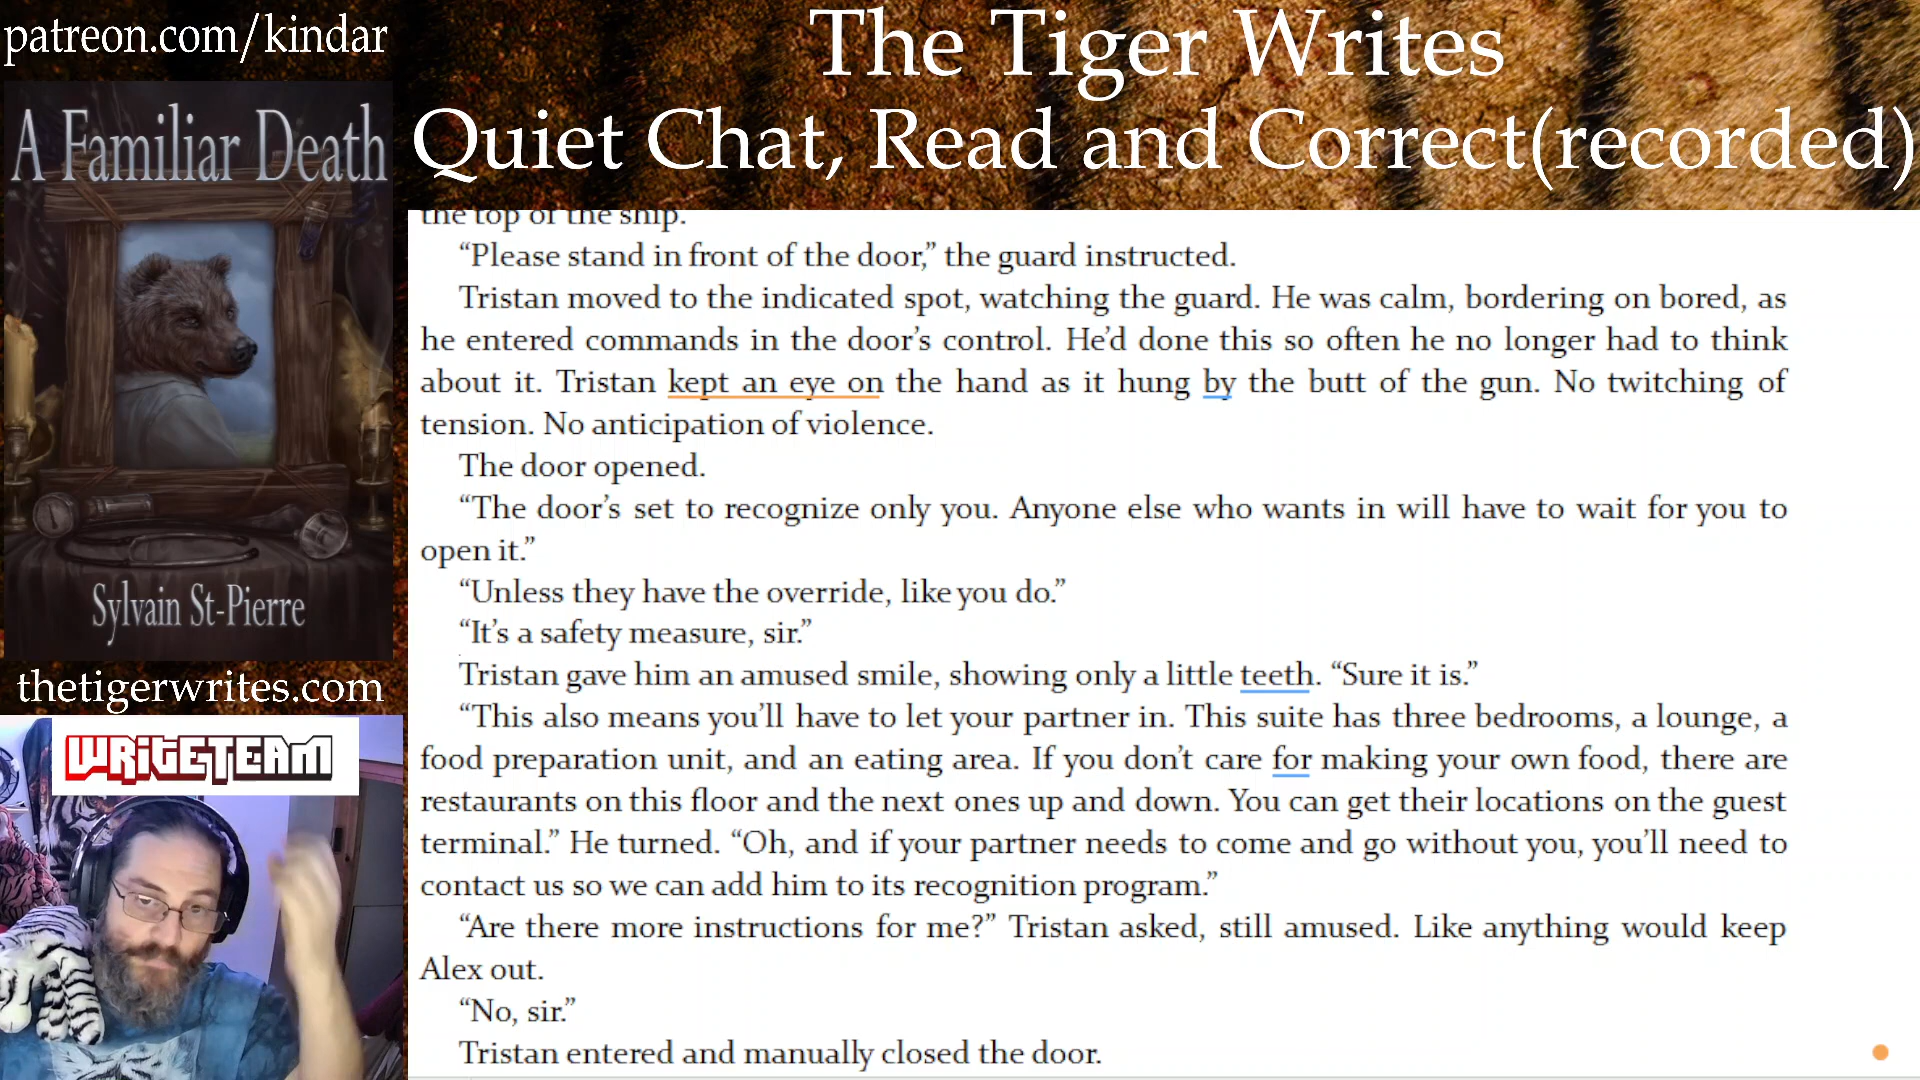 patreon.com/kindar
The Tiger Writes
Quiet Chat, Read and Correct(recorded)
A Familiar Death
Sylvain St-Pierre
thetigerwrites.com
WRITETEAM
the top of the ship.
“Please stand in front of the door,” the guard instructed.
Tristan moved to the indicated spot, watching the guard. He was calm, bordering on bored, as
he entered commands in the door’s control. He’d done this so often he no longer had to think
about it. Tristan kept an eye on the hand as it hung by the butt of the gun. No twitching of
tension. No anticipation of violence.
The door opened.
“The door’s set to recognize only you. Anyone else who wants in will have to wait for you to
open it.”
“Unless they have the override, like you do.”
“It’s a safety measure, sir.”
Tristan gave him an amused smile, showing only a little teeth. “Sure it is.”
“This also means you’ll have to let your partner in. This suite has three bedrooms, a lounge, a
food preparation unit, and an eating area. If you don’t care for making your own food, there are
restaurants on this floor and the next ones up and down. You can get their locations on the guest
terminal.” He turned. “Oh, and if your partner needs to come and go without you, you’ll need to
contact us so we can add him to its recognition program.”
“Are there more instructions for me?” Tristan asked, still amused. Like anything would keep
Alex out.
“No, sir.”
Tristan entered and manually closed the door.